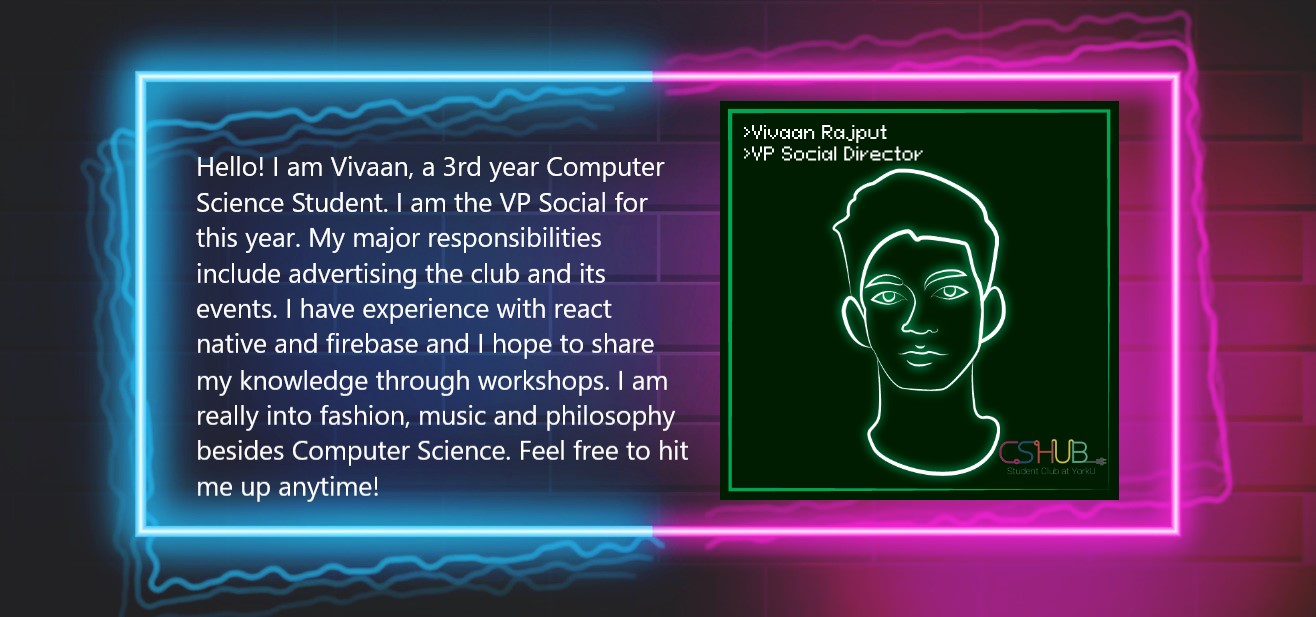 Hello! I am Vivaan, a 3rd year Computer
Science Student. I am the VP Social for
this year. My major responsibilities
include advertising the club and its
events. I have experience with react
native and firebase and I hope to share
my knowledge through workshops. I am
really into fashion, music and philosophy
besides Computer Science. Feel free to hit
me up anytime!
>Vivaan Rajput
>VP Social Director
CSHUB
Student Club at YorkU